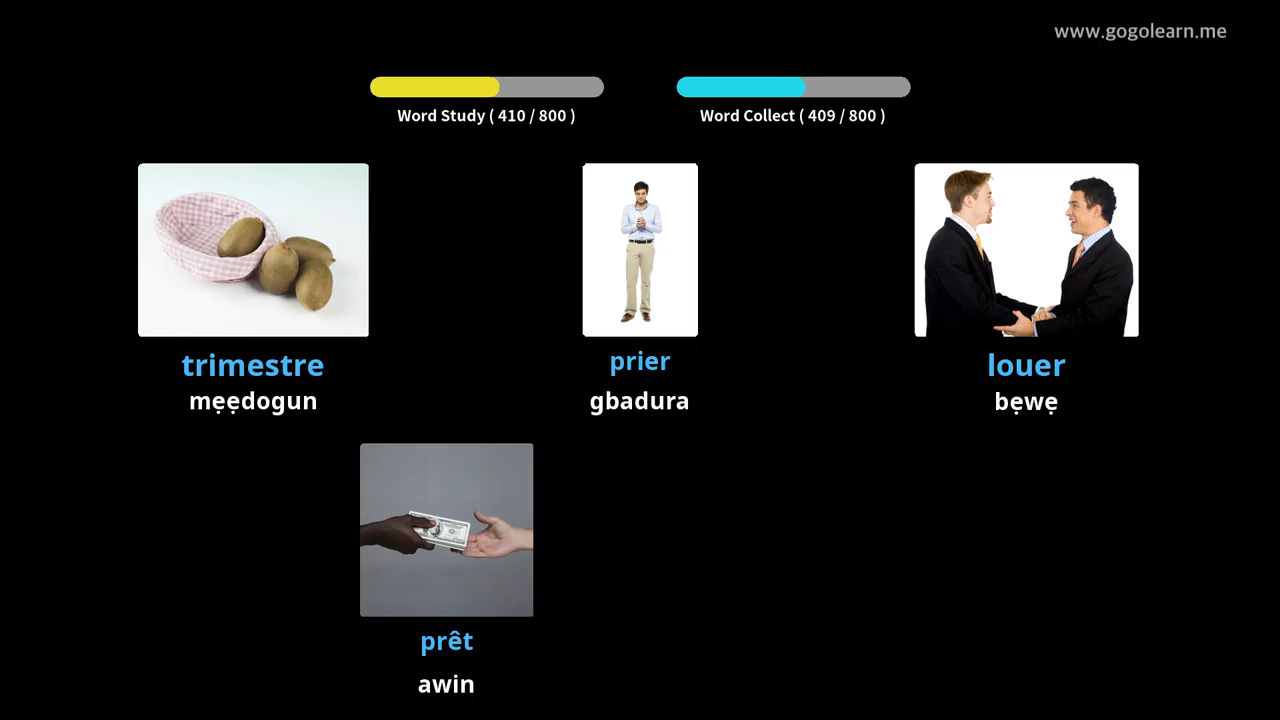 www.gogolearn.me
Word Study ( 410 / 800 )
Word Collect ( 409 / 800 )
trimestre
mẹẹdogun
prier
gbadura
louer
bẹwẹ
prêt
awin